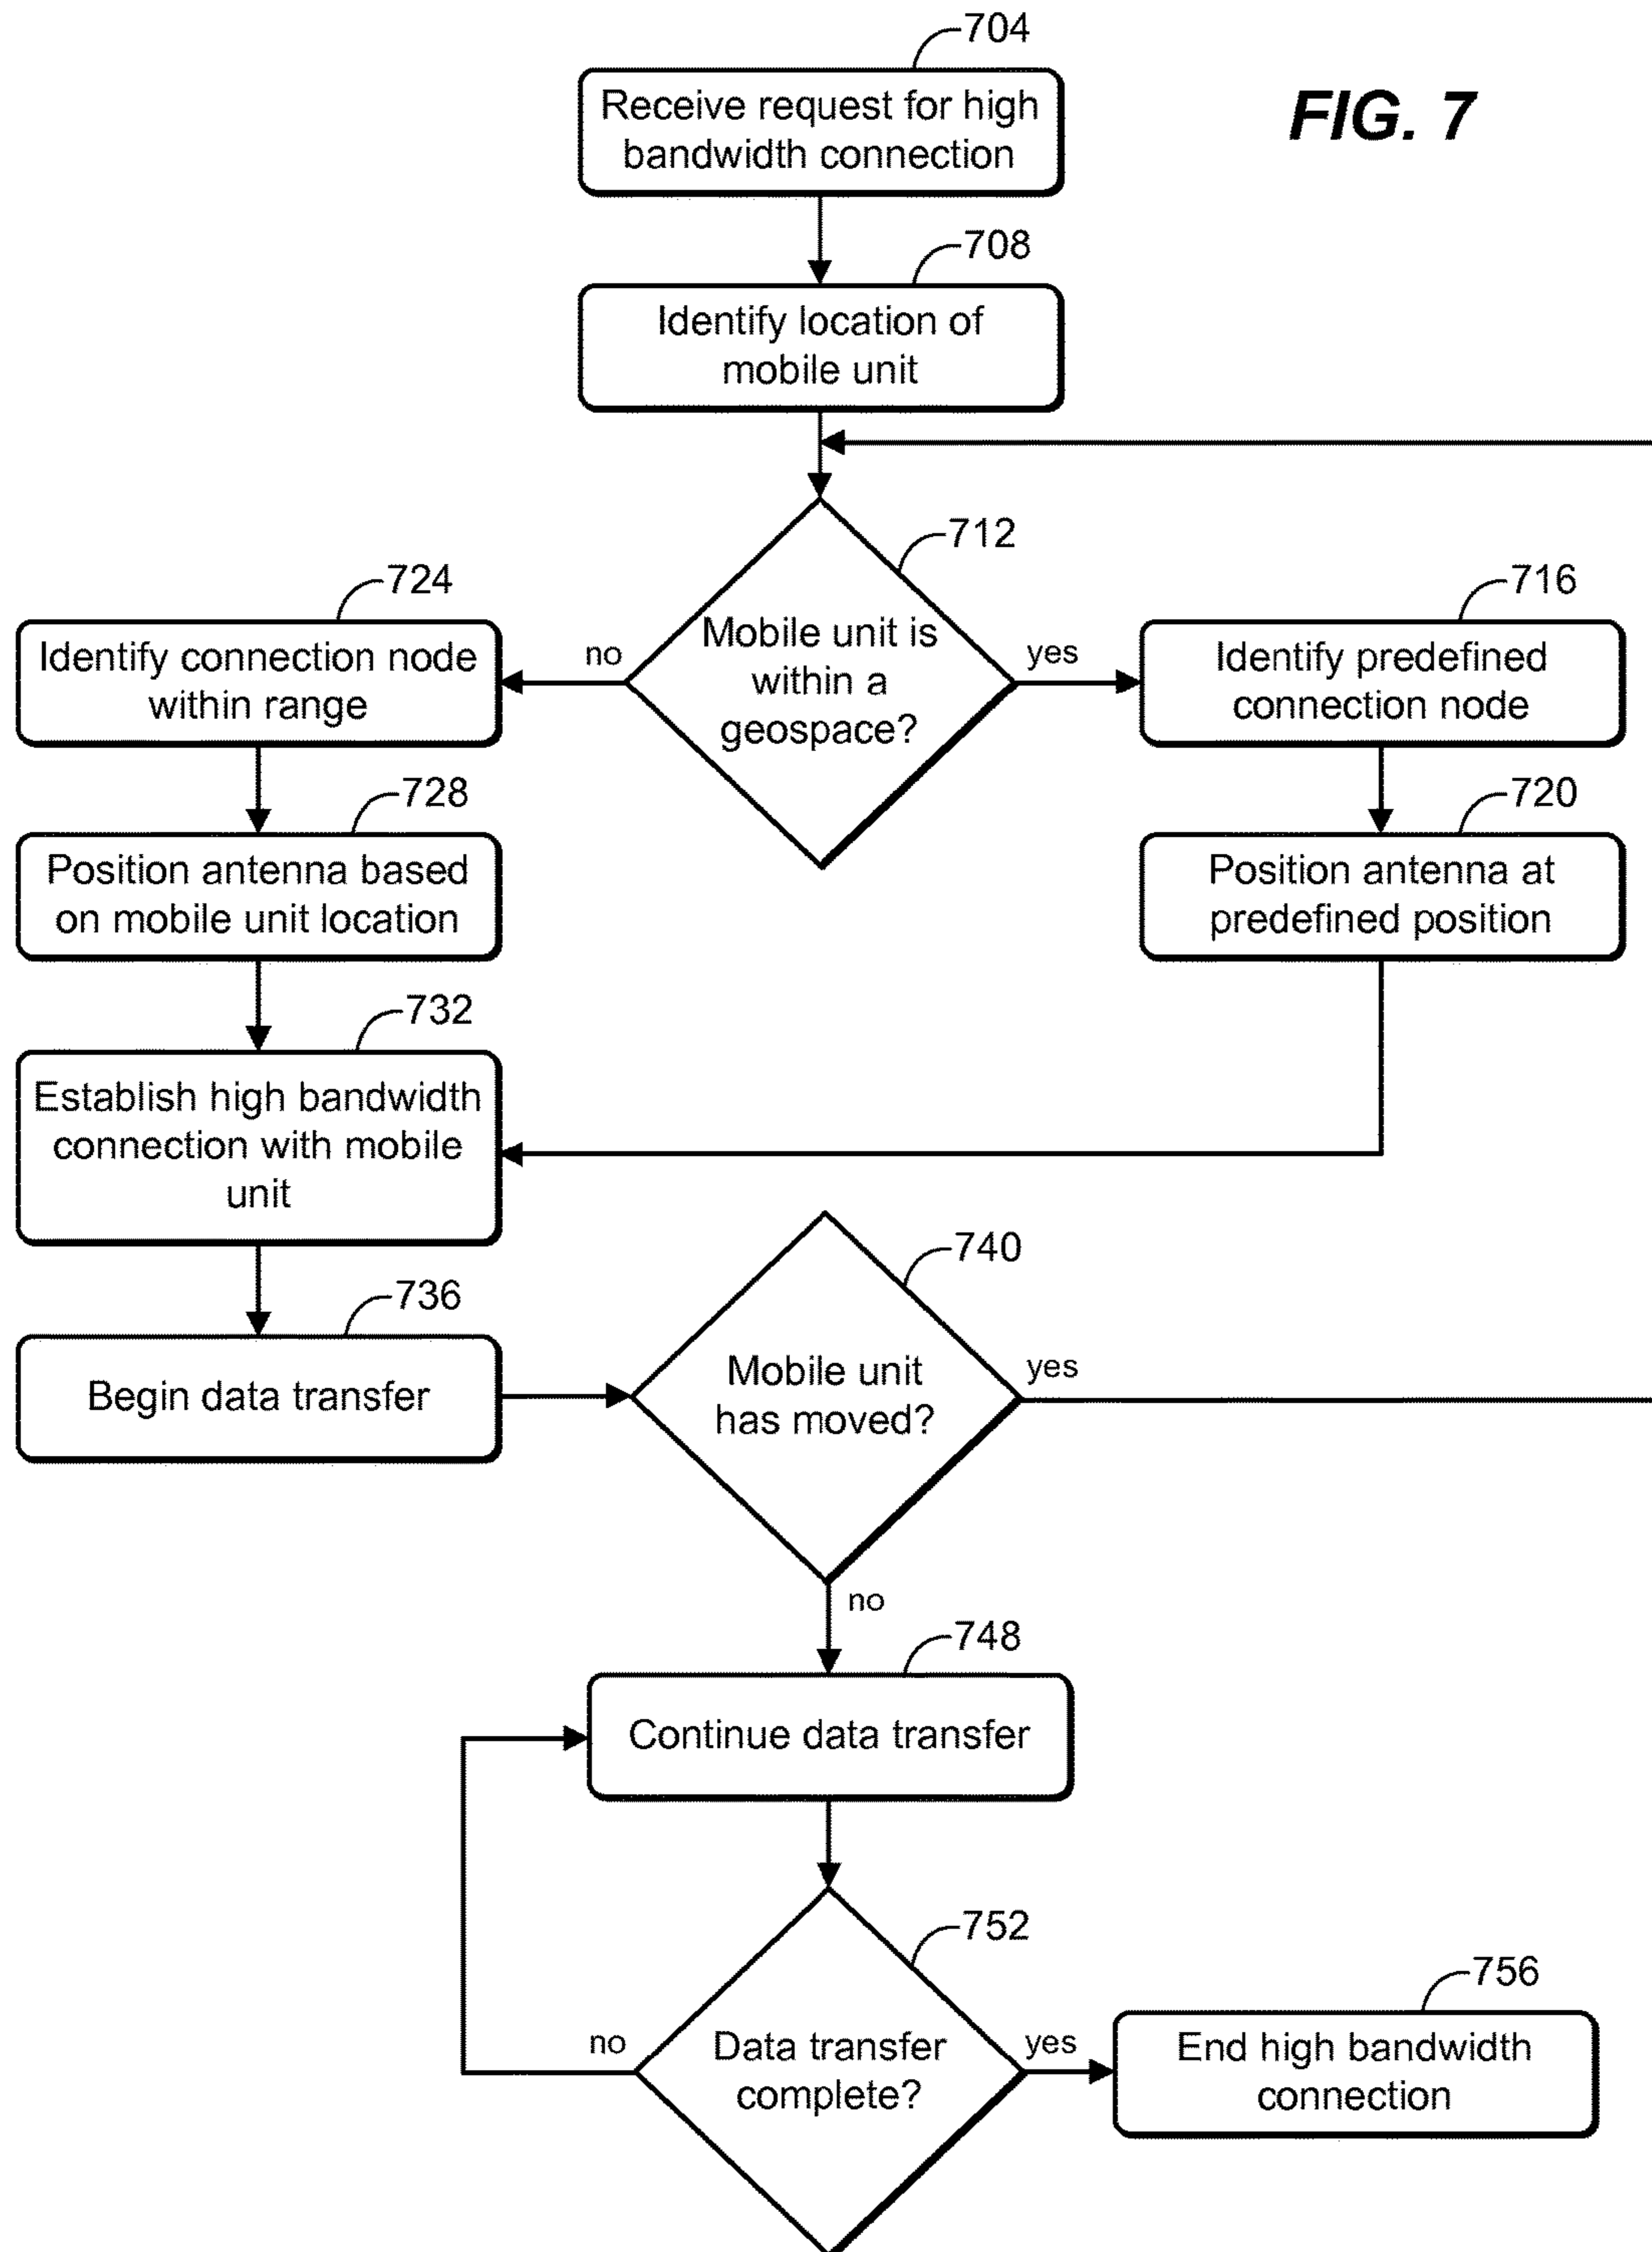 FIG. 7
704
Receive request for high
bandwidth connection
708
Identify location of
mobile unit
712
Mobile unit is
within a
geospace?
no
yes
724
Identify connection node
within range
716
Identify predefined
connection node
728
Position antenna based
on mobile unit location
720
Position antenna at
predefined position
732
Establish high bandwidth
connection with mobile
unit
736
Begin data transfer
740
Mobile unit
has moved?
yes
no
748
Continue data transfer
752
Data transfer
complete?
no
yes
756
End high bandwidth
connection